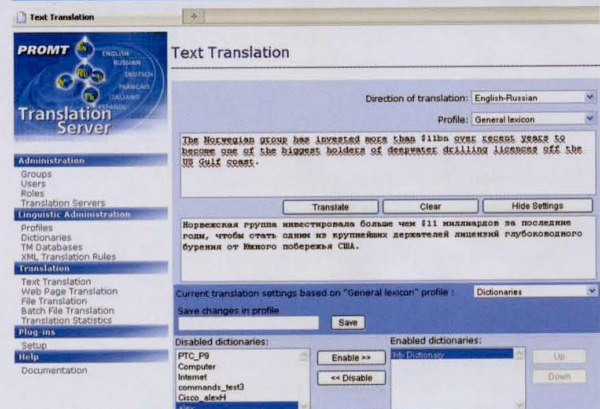 Text Translation
PROMT
ENGLISH
RUSSIAN
DEUTSCH
FRANÇAIS
ITALIANO
ESPAÑOL
Translation
Server
Text Translation
Direction of translation: English-Russian
Profile: General lexicon
The Norwegian group has invested more than $11bn over recent years to
become one of the biggest holders of deepwater drilling licences off the
US Gulf coast.
Translate Clear Hide Settings
Норвежская группа инвестировала больше чем $11 миллиардов за последние
годы, чтобы стать одним из крупнейших держателей лицензий глубоководного
бурения от Южного побережья США.
Administration
Groups
Users
Roles
Translation Servers
Linguistic Administration
Profiles
Dictionaries
TM Databases
XML Translation Rules
Translation
Text Translation
Web Page Translation
File Translation
Batch File Translation
Translation Statistics
Plug-ins
Setup
Help
Documentation
Current translation settings based on "General lexicon" profile : Dictionaries
Save changes in profile
Save
Disabled dictionaries:
PTC_P9
Computer
Internet
commands_test3
Cisco_alexH
Enable >>
<< Disable
Enabled dictionaries:
My Dictionary
Up
Down